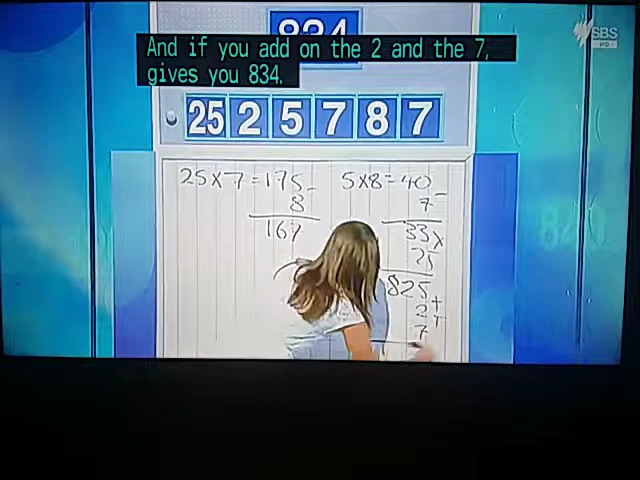 834
SBS
HD
And if you add on the 2 and the 7,
gives you 834.
25 2 5 7 8 7
25×7=175 -
8
167
5×8=40
7 -
33 ×
25
825
2 +
7 +